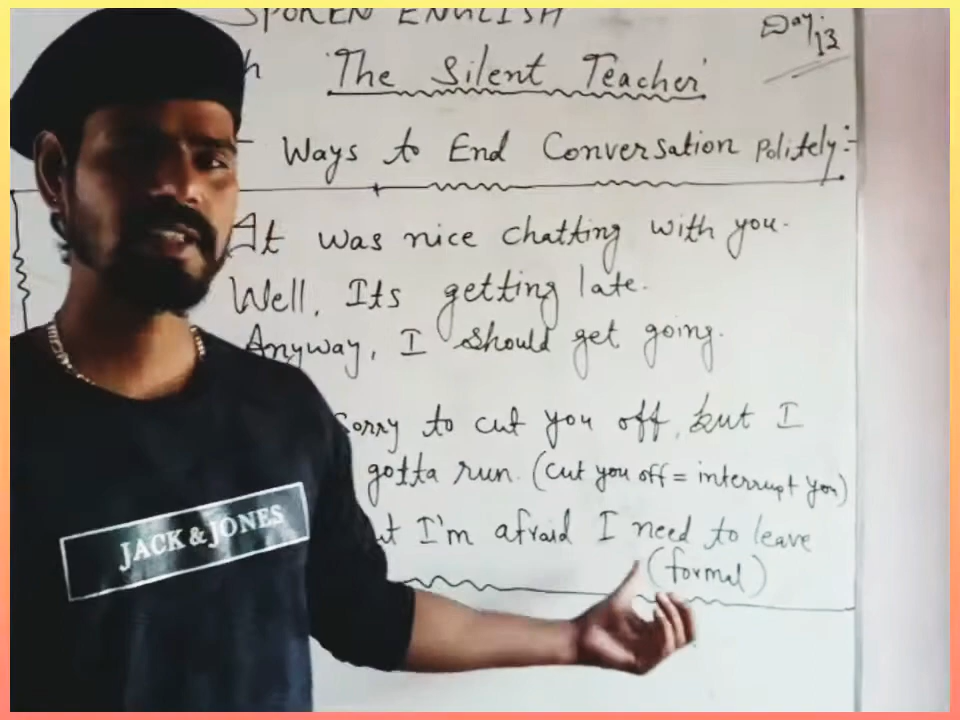 SPOKEN ENGLISH
Day 13
h "The Silent Teacher"
Ways to End Conversation Politely:-
It was nice chatting with you.
Well, Its getting late.
Anyway, I should get going.
Sorry to cut you off, but I
gotta run. (cut you off = interrupt you)
ut I'm afraid I need to leave
(formal)
JACK & JONES